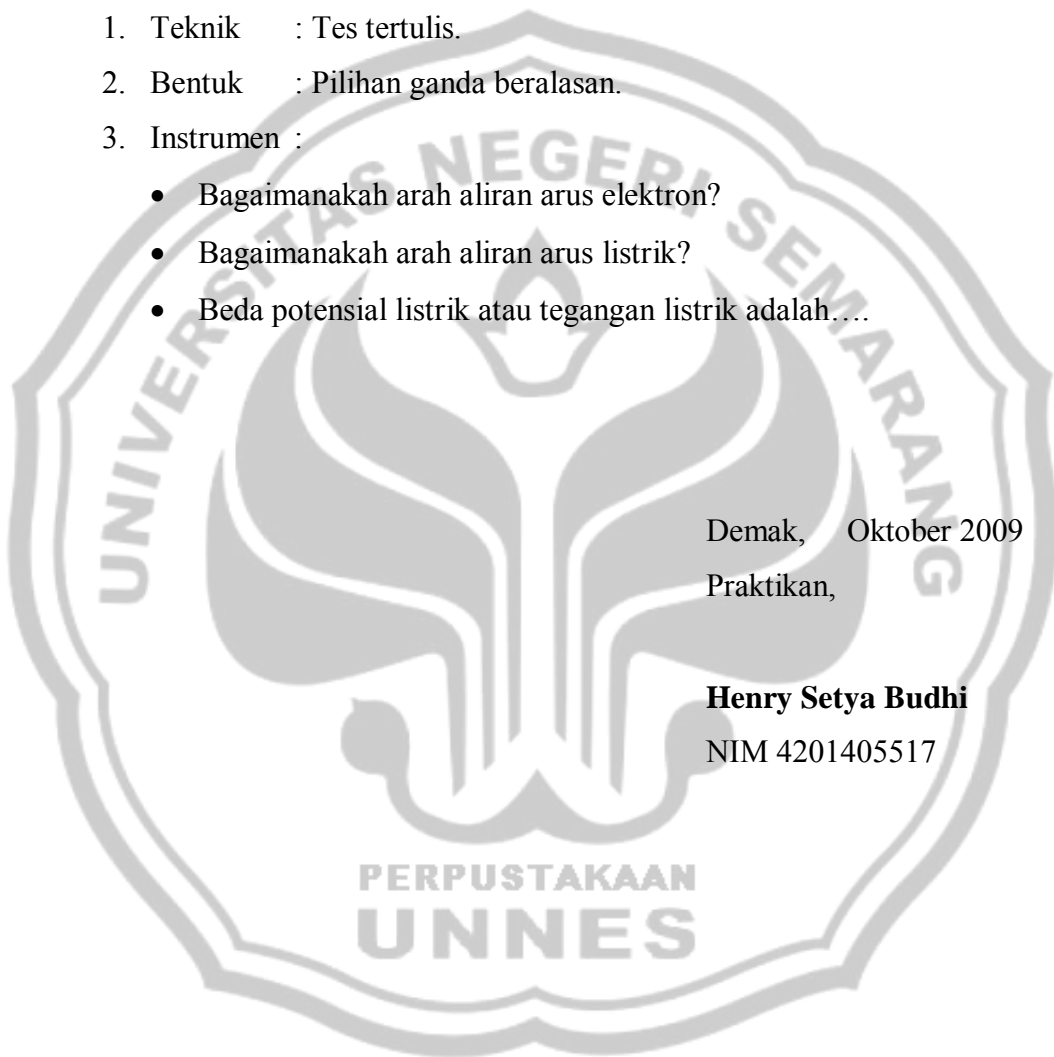 1. Teknik : Tes tertulis.
2. Bentuk : Pilihan ganda beralasan.
3. Instrumen :
• Bagaimanakah arah aliran arus elektron?
• Bagaimanakah arah aliran arus listrik?
• Beda potensial listrik atau tegangan listrik adalah….
Demak, Oktober 2009
Praktikan,
Henry Setya Budhi
NIM 4201405517
UNIVERSITAS NEGERI SEMARANG
PERPUSTAKAAN
UNNES